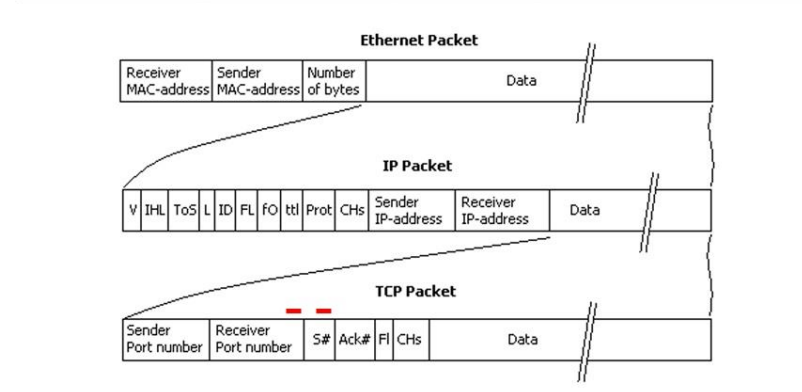 Ethernet Packet
Receiver MAC-address
Sender MAC-address
Number of bytes
Data
IP Packet
V IHL ToS L ID FL fO ttl Prot CHs
Sender IP-address
Receiver IP-address
Data
TCP Packet
Sender Port number
Receiver Port number
S# Ack# Fl CHs
Data